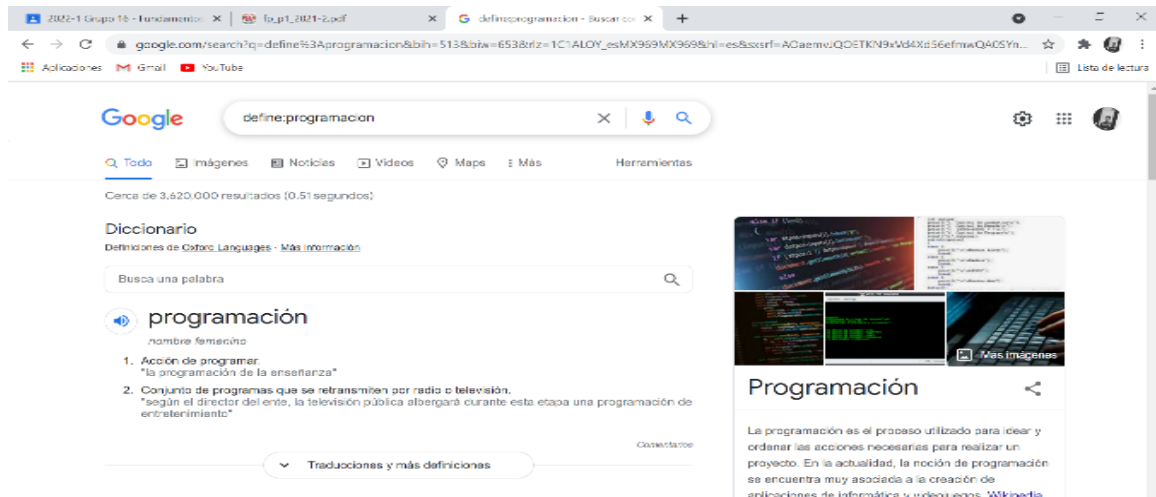 2022-1 Grupo 16 - Fundamentos
fp_p1_2021-2.pdf
define:programacion - Buscar con
Aplicaciones
Gmail
YouTube
Lista de lectura
Google
define:programacion
Todo
Imágenes
Noticias
Videos
Maps
Más
Herramientas
Cerca de 3,620,000 resultados (0.51 segundos)
Diccionario
Definiciones de Oxford Languages · Más información
Busca una palabra
programación
nombre femenino
1. Acción de programar.
"la programación de la enseñanza"
2. Conjunto de programas que se retransmiten por radio o televisión.
"según el director del ente, la televisión pública albergará durante esta etapa una programación de
entretenimiento"
Comentarios
Traducciones y más definiciones
Más imágenes
Programación
La programación es el proceso utilizado para idear y
ordenar las acciones necesarias para realizar un
proyecto. En la actualidad, la noción de programación
se encuentra muy asociada a la creación de
aplicaciones de informática y videojuegos. Wikipedia